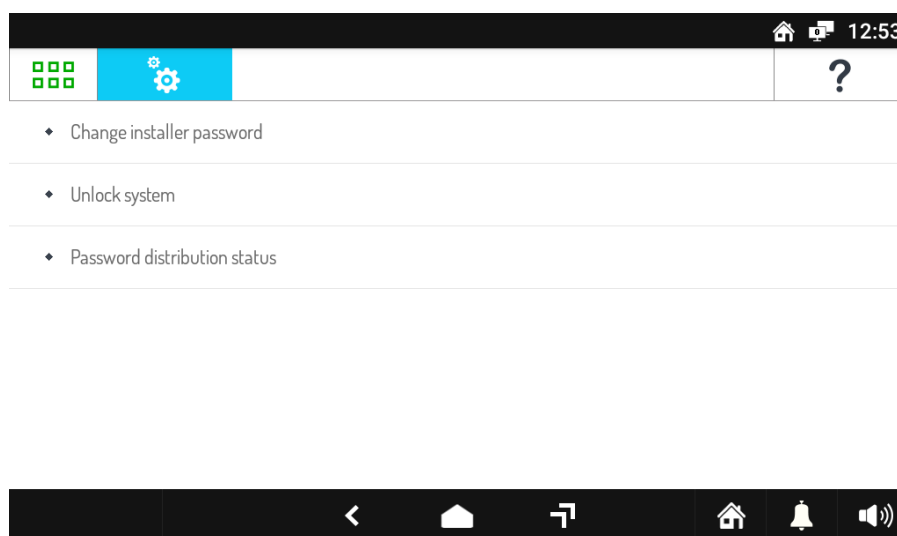 12:53
?
Change installer password
Unlock system
Password distribution status